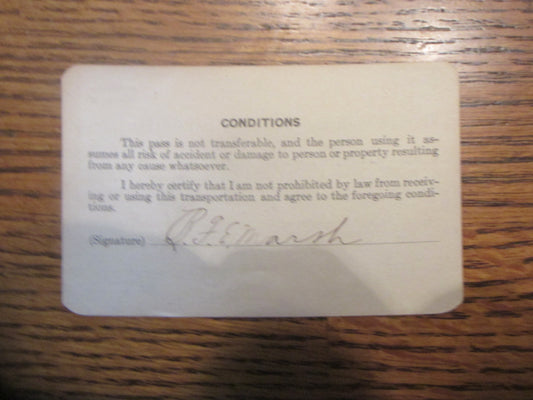 CONDITIONS
This pass is not transferable, and the person using it as-
sumes all risk of accident or damage to person or property resulting
from any cause whatsoever.
I hereby certify that I am not prohibited by law from receiv-
ing or using this transportation and agree to the foregoing condi-
tions.
(Signature) R. F. E. Marsh